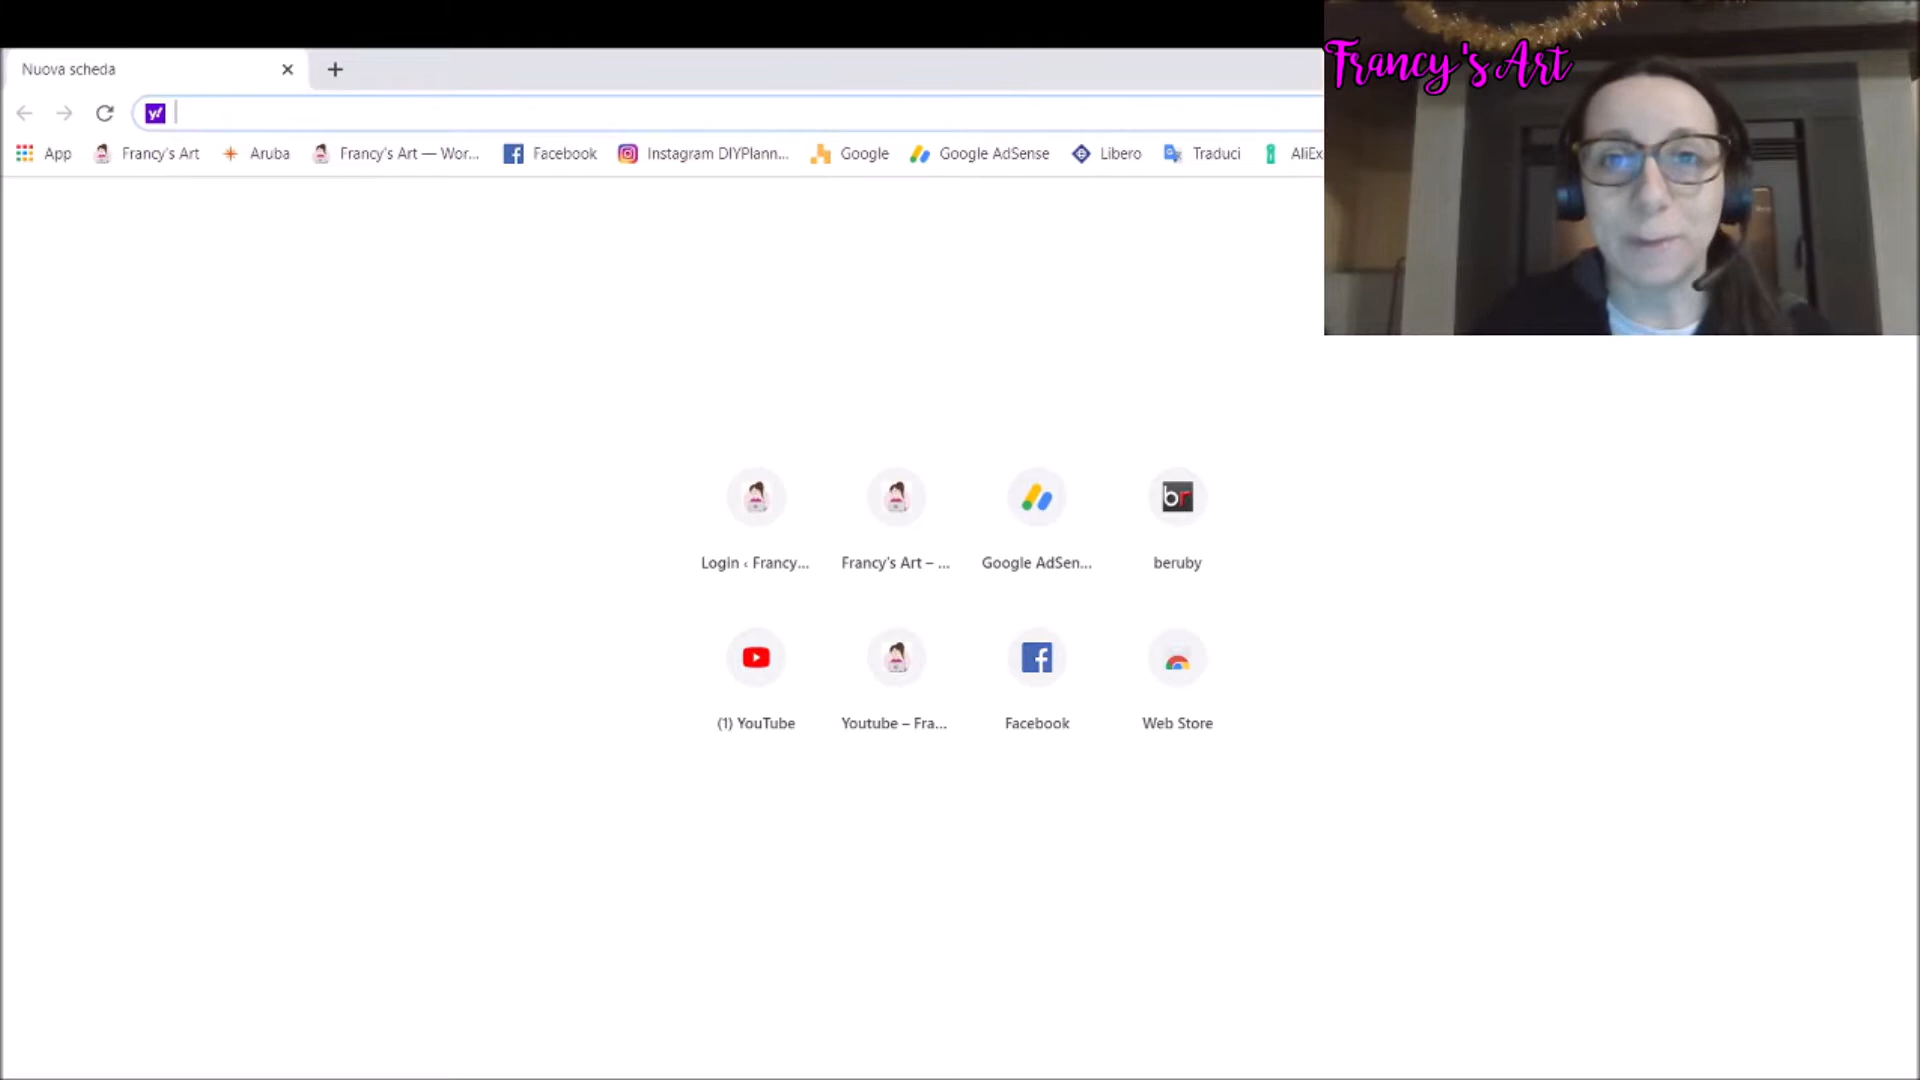 Nuova scheda
Francy's Art
App Francy's Art Aruba Francy's Art — Wor... Facebook Instagram DIYPlann... Google Google AdSense Libero Traduci AliEx
br
Login ‹ Francy... Francy's Art – ... Google AdSen... beruby
(1) YouTube Youtube – Fra... Facebook Web Store